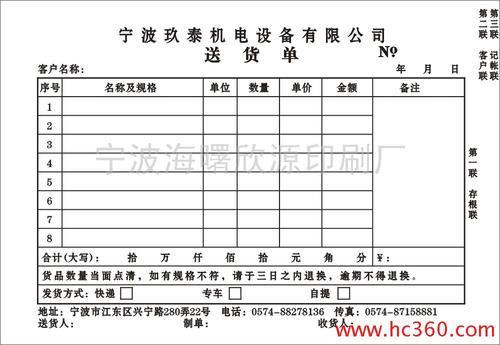 宁波玖泰机电设备有限公司
送货单
№
客户名称：
年 月 日
序号 名称及规格 单位 数量 单价 金额 备注
1
2
3
4
5
6
7
8
宁波海曙欣源印刷厂
合计(大写)： 拾 万 仟 佰 拾 元 角 分 ¥：
货品数量当面点清，如有规格不符，请于三日之内退换，逾期不得退换。
发货方式：快递 专车 自提
地址：宁波市江东区兴宁路280弄22号 电话：0574-88278136 传真：0574-87158881
送货人： 制单： 收货人：
第一联 存根联
第二联 客户联
第三联 记帐联
www.hc360.com